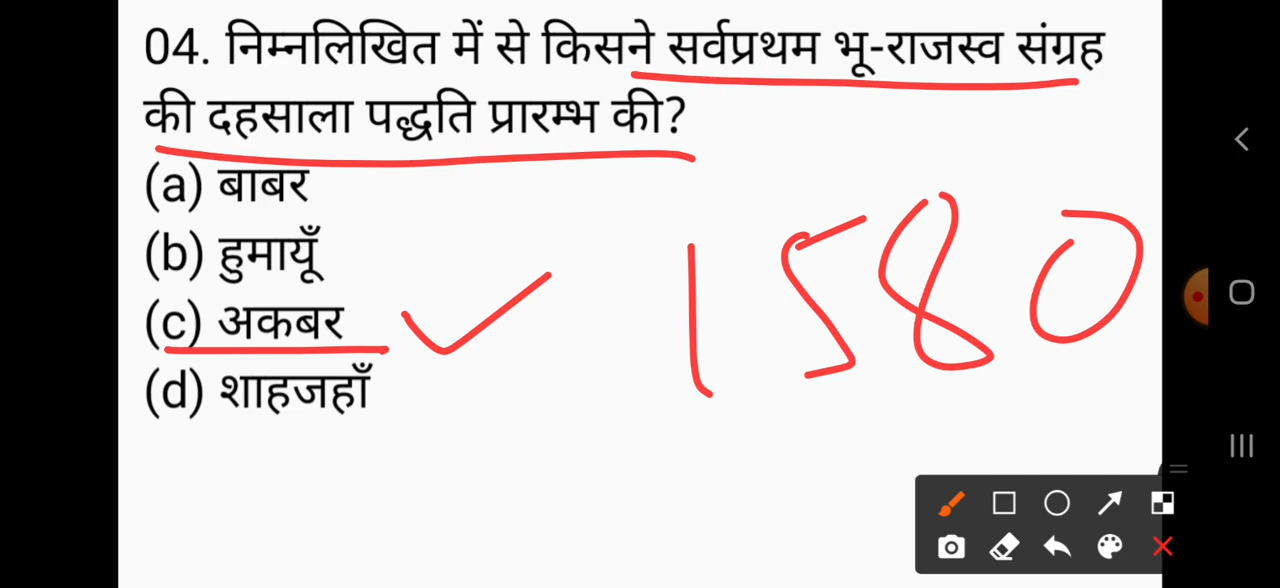 04. निम्नलिखित में से किसने सर्वप्रथम भू-राजस्व संग्रह
की दहसाला पद्धति प्रारम्भ की?
(a) बाबर
(b) हुमायूँ
(c) अकबर
(d) शाहजहाँ
1580